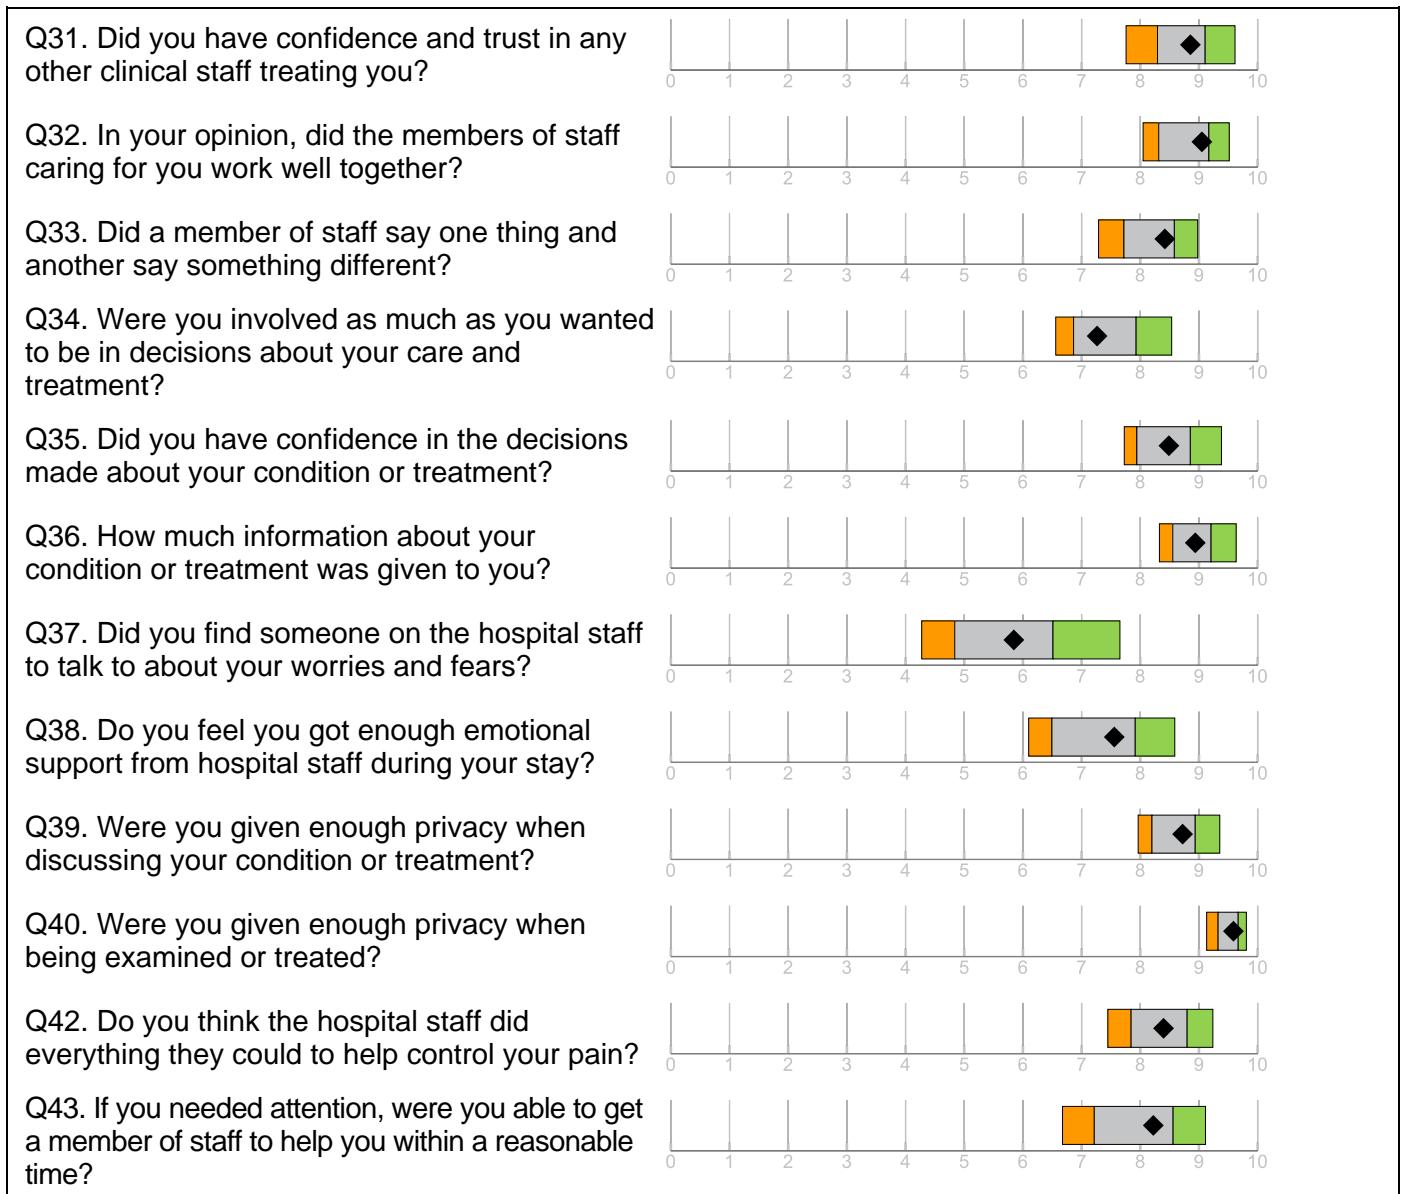 Q31. Did you have confidence and trust in any
other clinical staff treating you?
0 1 2 3 4 5 6 7 8 9 10
Q32. In your opinion, did the members of staff
caring for you work well together?
0 1 2 3 4 5 6 7 8 9 10
Q33. Did a member of staff say one thing and
another say something different?
0 1 2 3 4 5 6 7 8 9 10
Q34. Were you involved as much as you wanted
to be in decisions about your care and
treatment?
0 1 2 3 4 5 6 7 8 9 10
Q35. Did you have confidence in the decisions
made about your condition or treatment?
0 1 2 3 4 5 6 7 8 9 10
Q36. How much information about your
condition or treatment was given to you?
0 1 2 3 4 5 6 7 8 9 10
Q37. Did you find someone on the hospital staff
to talk to about your worries and fears?
0 1 2 3 4 5 6 7 8 9 10
Q38. Do you feel you got enough emotional
support from hospital staff during your stay?
0 1 2 3 4 5 6 7 8 9 10
Q39. Were you given enough privacy when
discussing your condition or treatment?
0 1 2 3 4 5 6 7 8 9 10
Q40. Were you given enough privacy when
being examined or treated?
0 1 2 3 4 5 6 7 8 9 10
Q42. Do you think the hospital staff did
everything they could to help control your pain?
0 1 2 3 4 5 6 7 8 9 10
Q43. If you needed attention, were you able to get
a member of staff to help you within a reasonable
time?
0 1 2 3 4 5 6 7 8 9 10